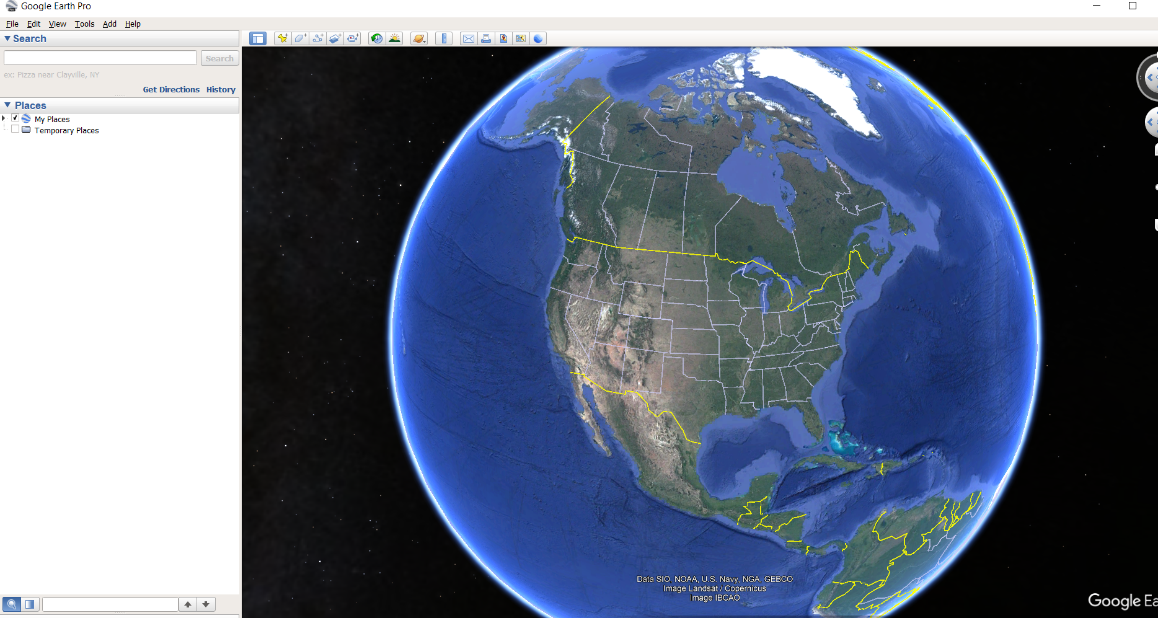 Google Earth Pro
File Edit View Tools Add Help
Search
Search
ex: Pizza near Clayville, NY
Get Directions History
Places
My Places
Temporary Places
Data SIO, NOAA, U.S. Navy, NGA, GEBCO
Image Landsat / Copernicus
Image IBCAO
Google Ea